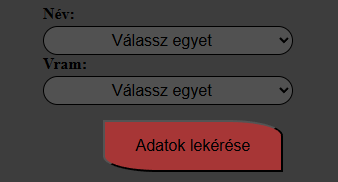 Név:
Válassz egyet
Vram:
Válassz egyet
Adatok lekérése